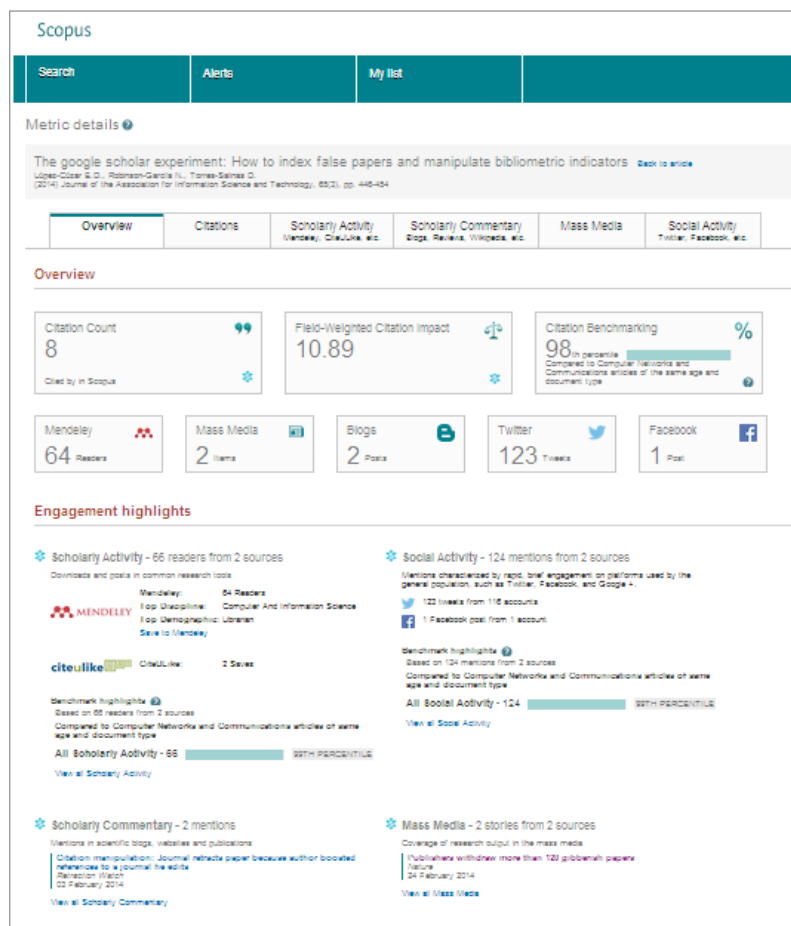 Scopus
Search
Alerts
My list
Metric details
The google scholar experiment: How to index false papers and manipulate bibliometric indicators Back to article
López-Cózar E.D., Robinson-García N., Torres-Salinas D.
(2014) Journal of the Association for Information Science and Technology, 65(3), pp. 446-454
Overview
Citations
Scholarly Activity
Mendeley, CiteULike, etc.
Scholarly Commentary
Blogs, Reviews, Wikipedia, etc.
Mass Media
Social Activity
Twitter, Facebook, etc.
Overview
Citation Count
8
Cited by in Scopus
Field-Weighted Citation Impact
10.89
Citation Benchmarking
%
98th percentile
Compared to Computer Networks and
Communications articles of the same age and
document type
Mendeley
64 Readers
Mass Media
2 Items
Blogs
2 Posts
Twitter
123 Tweets
Facebook
1 Post
Engagement highlights
Scholarly Activity - 66 readers from 2 sources
Downloads and posts in common research tools
MENDELEY
Mendeley: 64 Readers
Top Discipline: Computer And Information Science
Top Demographic: Librarian
Save to Mendeley
citeulike
CiteULike: 2 Saves
Benchmark highlights
Based on 66 readers from 2 sources
Compared to Computer Networks and Communications articles of same
age and document type
All Scholarly Activity - 66 99TH PERCENTILE
View all Scholarly Activity
Social Activity - 124 mentions from 2 sources
Mentions characterized by rapid, brief engagement on platforms used by the
general population, such as Twitter, Facebook, and Google +.
123 tweets from 116 accounts
1 Facebook post from 1 account
Benchmark highlights
Based on 124 mentions from 2 sources
Compared to Computer Networks and Communications articles of same
age and document type
All Social Activity - 124 99TH PERCENTILE
View all Social Activity
Scholarly Commentary - 2 mentions
Mentions in scientific blogs, websites and publications
Citation manipulation: Journal retracts paper because author boosted
references to a journal he edits
Retraction Watch
03 February 2014
View all Scholarly Commentary
Mass Media - 2 stories from 2 sources
Coverage of research output in the mass media
Publishers withdraw more than 120 gibberish papers
Nature
24 February 2014
View all Mass Media